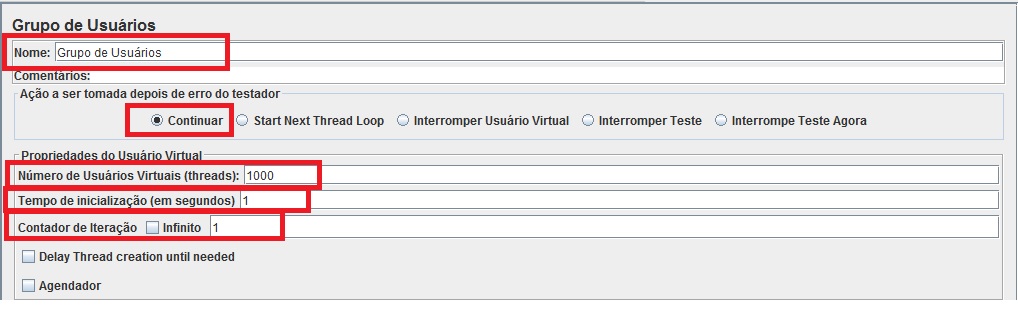 Grupo de Usuários
Nome: Grupo de Usuários
Comentários:
Ação a ser tomada depois de erro do testador
Continuar Start Next Thread Loop Interromper Usuário Virtual Interromper Teste Interrompe Teste Agora
Propriedades do Usuário Virtual
Número de Usuários Virtuais (threads): 1000
Tempo de inicialização (em segundos) 1
Contador de Iteração Infinito 1
Delay Thread creation until needed
Agendador